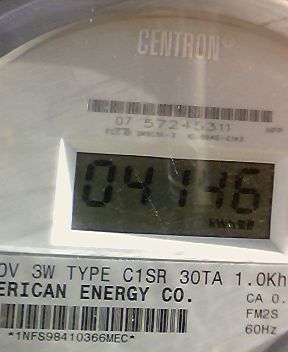 CENTRON®
07 57245311
04146
kWh
0V 3W TYPE C1SR 30TA 1.0Kh
ERICAN ENERGY CO. CA 0.
FM2S
*1NFS98410366MEC* 60Hz